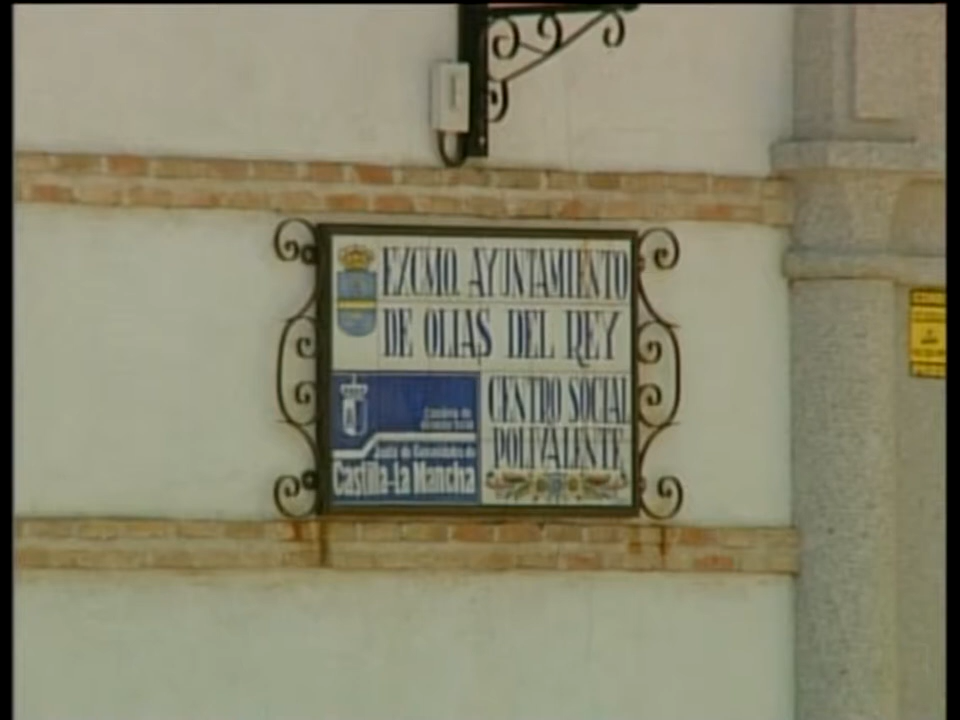 EXCMO. AYUNTAMIENTO
DE OLIAS DEL REY
CENTRO SOCIAL
POLIVALENTE
Junta de Comunidades de
Castilla-La Mancha